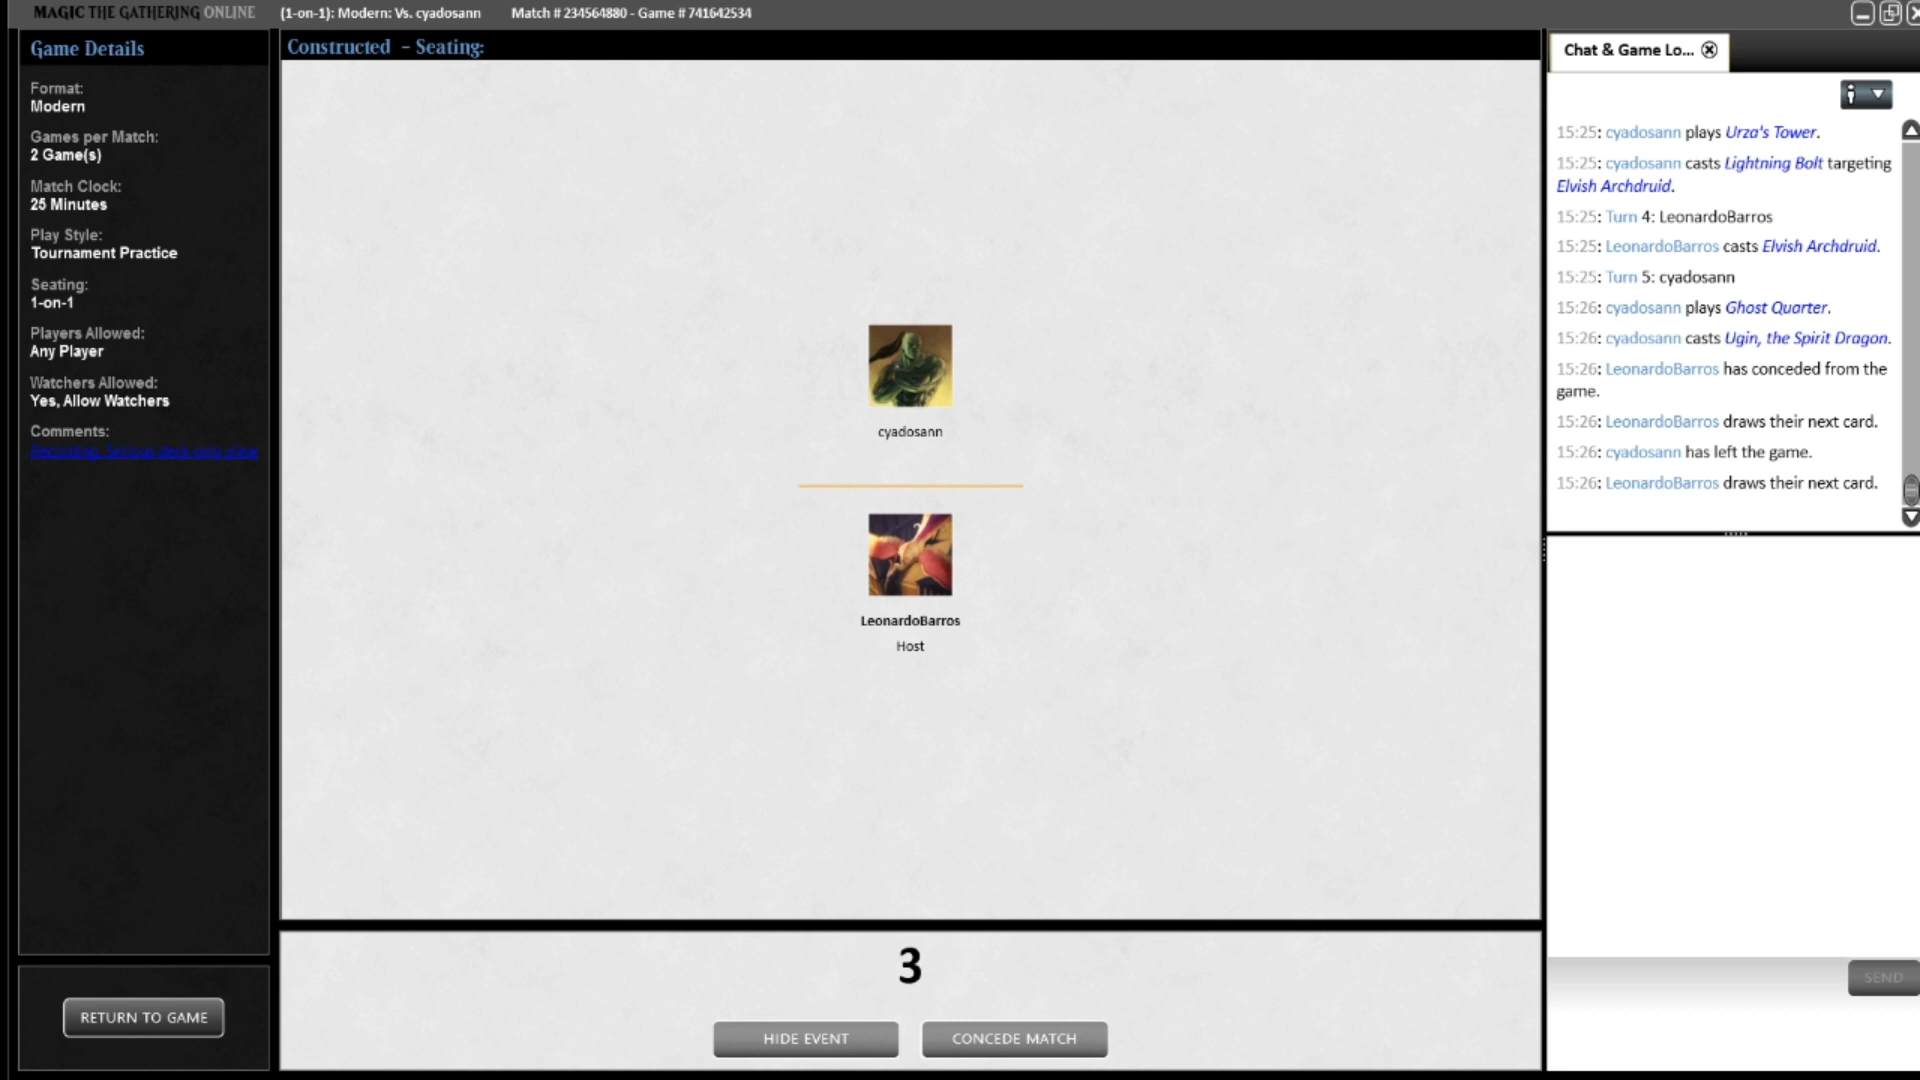 MAGIC THE GATHERING ONLINE (1-on-1): Modern: Vs. cyadosann Match # 234564880 - Game # 741642534
Game Details
Format:
Modern
Games per Match:
2 Game(s)
Match Clock:
25 Minutes
Play Style:
Tournament Practice
Seating:
1-on-1
Players Allowed:
Any Player
Watchers Allowed:
Yes, Allow Watchers
Comments:
Recording. Serious deck only, please
RETURN TO GAME
Constructed - Seating:
cyadosann
LeonardoBarros
Host
3
HIDE EVENT CONCEDE MATCH
Chat & Game Lo...
15:25: cyadosann plays Urza's Tower.
15:25: cyadosann casts Lightning Bolt targeting
Elvish Archdruid.
15:25: Turn 4: LeonardoBarros
15:25: LeonardoBarros casts Elvish Archdruid.
15:25: Turn 5: cyadosann
15:26: cyadosann plays Ghost Quarter.
15:26: cyadosann casts Ugin, the Spirit Dragon.
15:26: LeonardoBarros has conceded from the
game.
15:26: LeonardoBarros draws their next card.
15:26: cyadosann has left the game.
15:26: LeonardoBarros draws their next card.
SEND